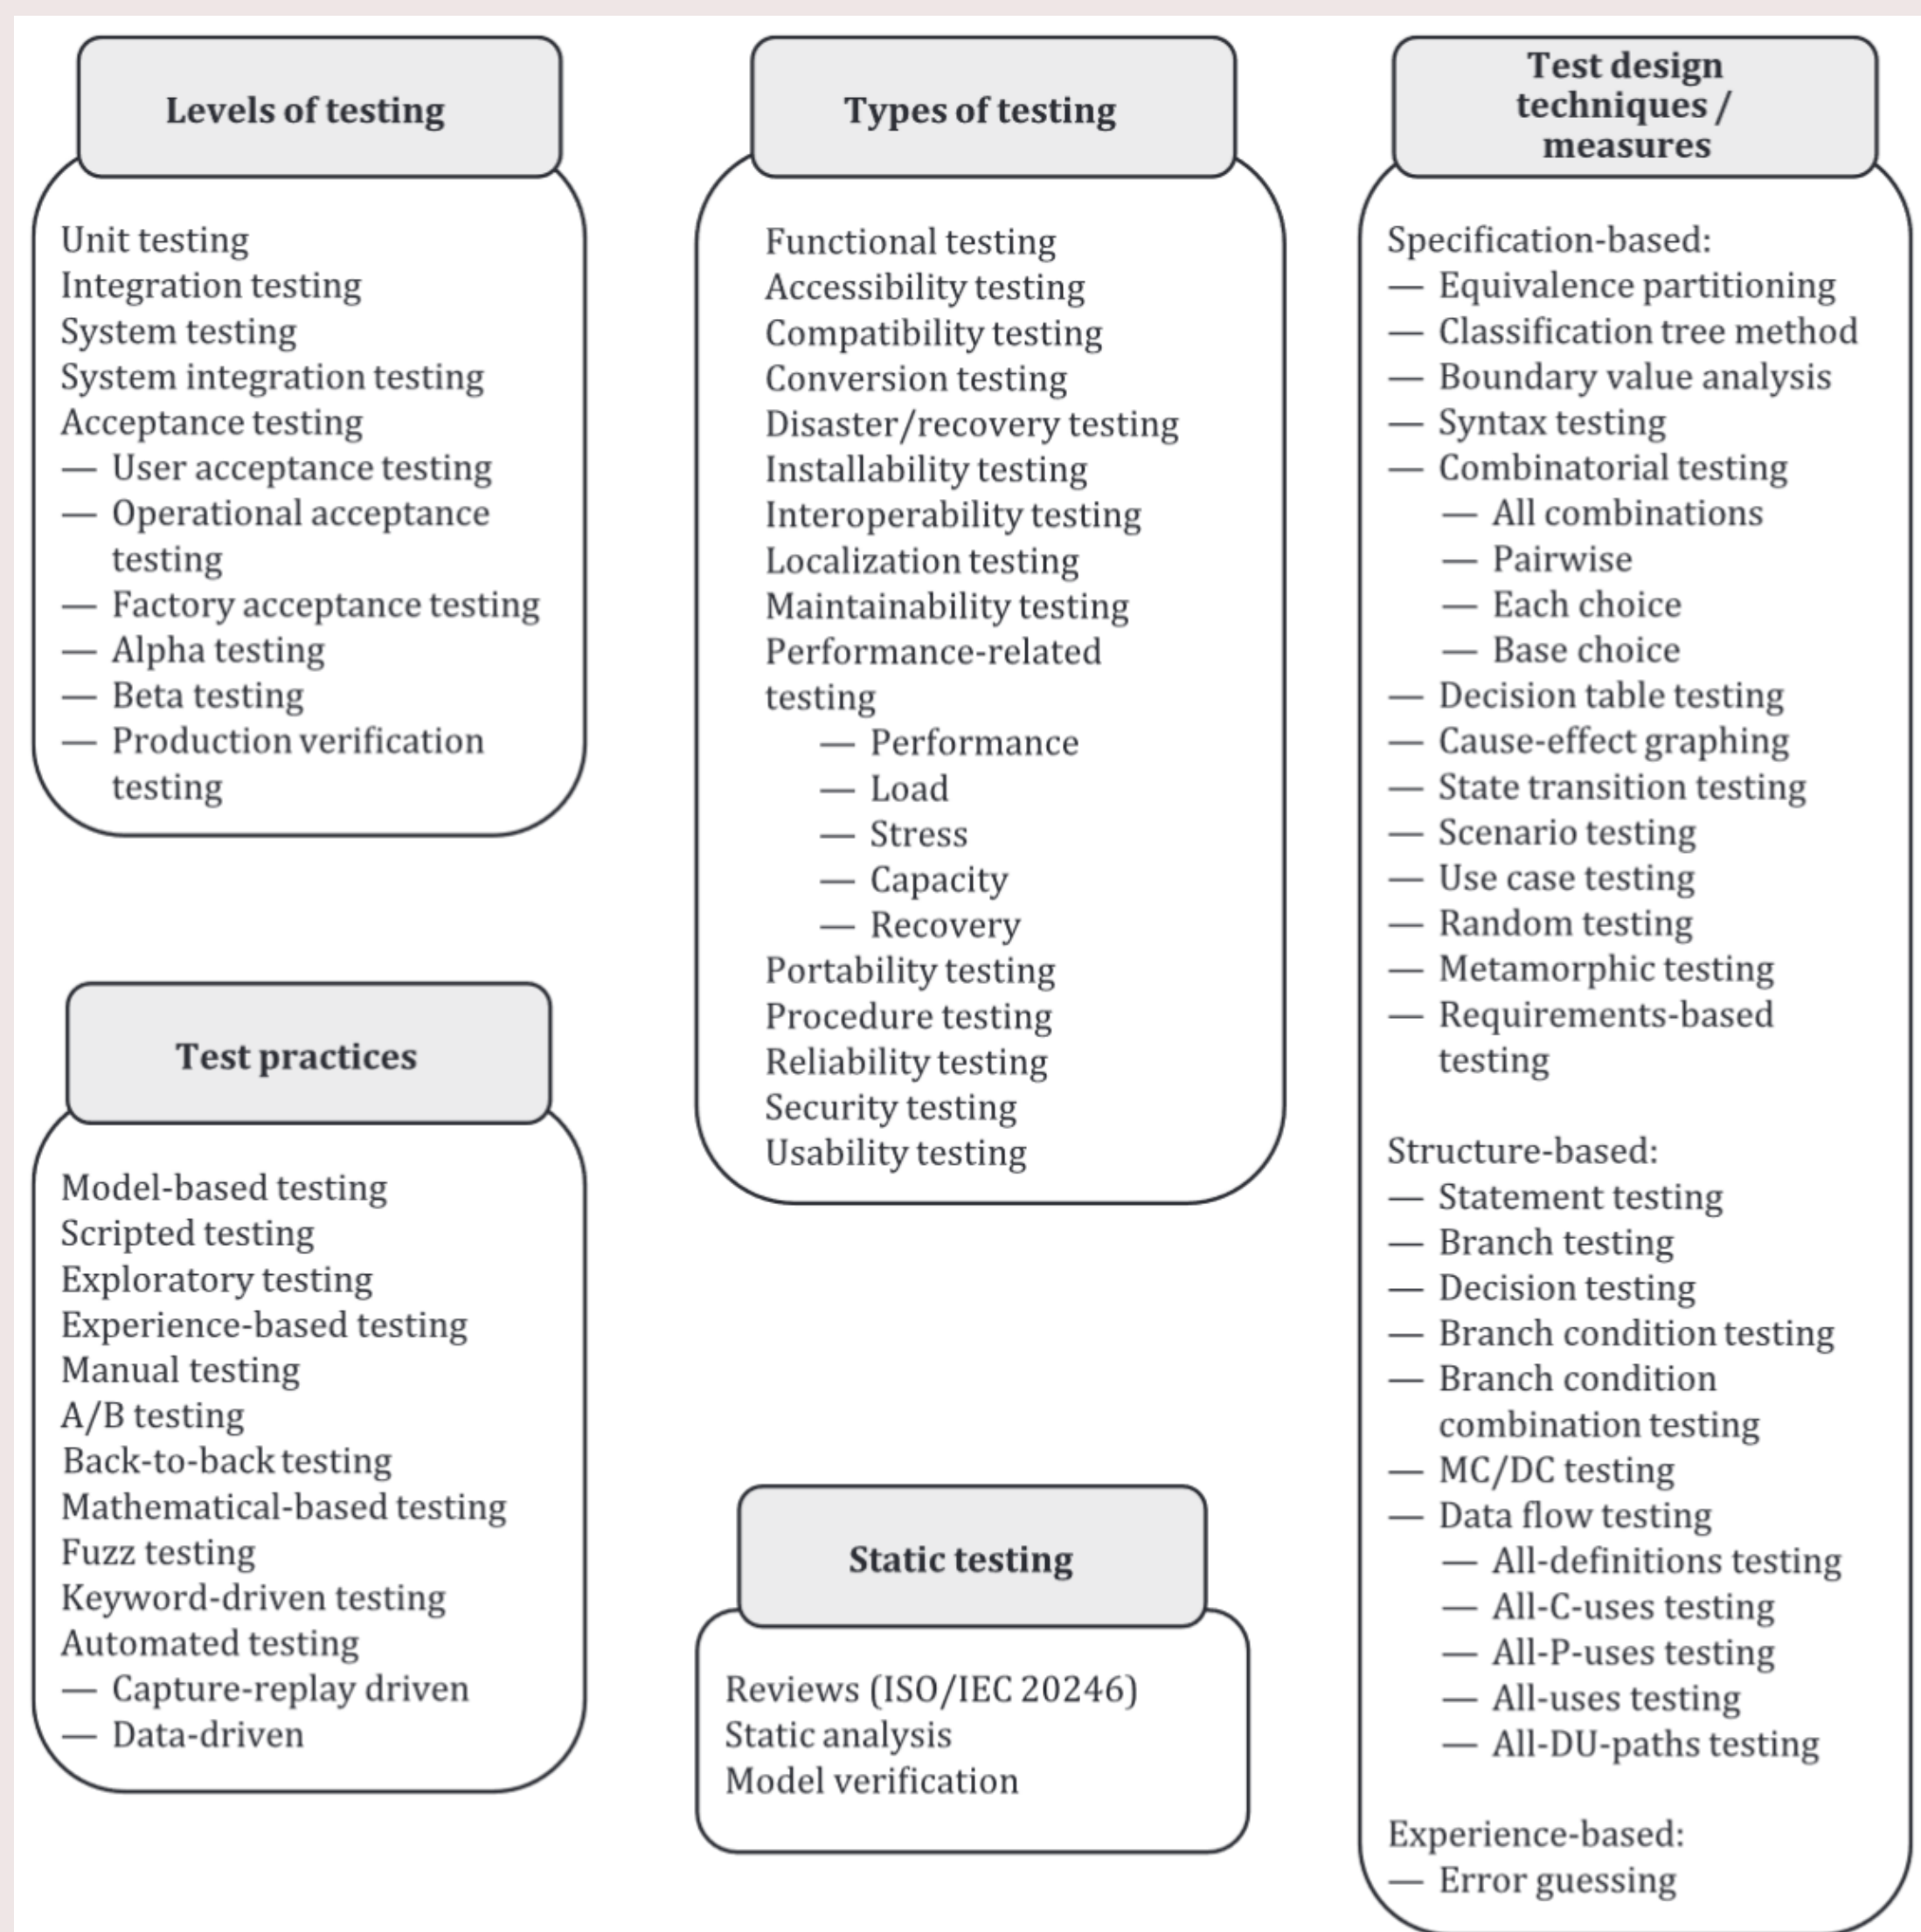 Levels of testing
Unit testing
Integration testing
System testing
System integration testing
Acceptance testing
— User acceptance testing
— Operational acceptance
testing
— Factory acceptance testing
— Alpha testing
— Beta testing
— Production verification
testing
Test practices
Model-based testing
Scripted testing
Exploratory testing
Experience-based testing
Manual testing
A/B testing
Back-to-back testing
Mathematical-based testing
Fuzz testing
Keyword-driven testing
Automated testing
— Capture-replay driven
— Data-driven
Types of testing
Functional testing
Accessibility testing
Compatibility testing
Conversion testing
Disaster/recovery testing
Installability testing
Interoperability testing
Localization testing
Maintainability testing
Performance-related
testing
— Performance
— Load
— Stress
— Capacity
— Recovery
Portability testing
Procedure testing
Reliability testing
Security testing
Usability testing
Static testing
Reviews (ISO/IEC 20246)
Static analysis
Model verification
Test design
techniques /
measures
Specification-based:
— Equivalence partitioning
— Classification tree method
— Boundary value analysis
— Syntax testing
— Combinatorial testing
— All combinations
— Pairwise
— Each choice
— Base choice
— Decision table testing
— Cause-effect graphing
— State transition testing
— Scenario testing
— Use case testing
— Random testing
— Metamorphic testing
— Requirements-based
testing
Structure-based:
— Statement testing
— Branch testing
— Decision testing
— Branch condition testing
— Branch condition
combination testing
— MC/DC testing
— Data flow testing
— All-definitions testing
— All-C-uses testing
— All-P-uses testing
— All-uses testing
— All-DU-paths testing
Experience-based:
— Error guessing